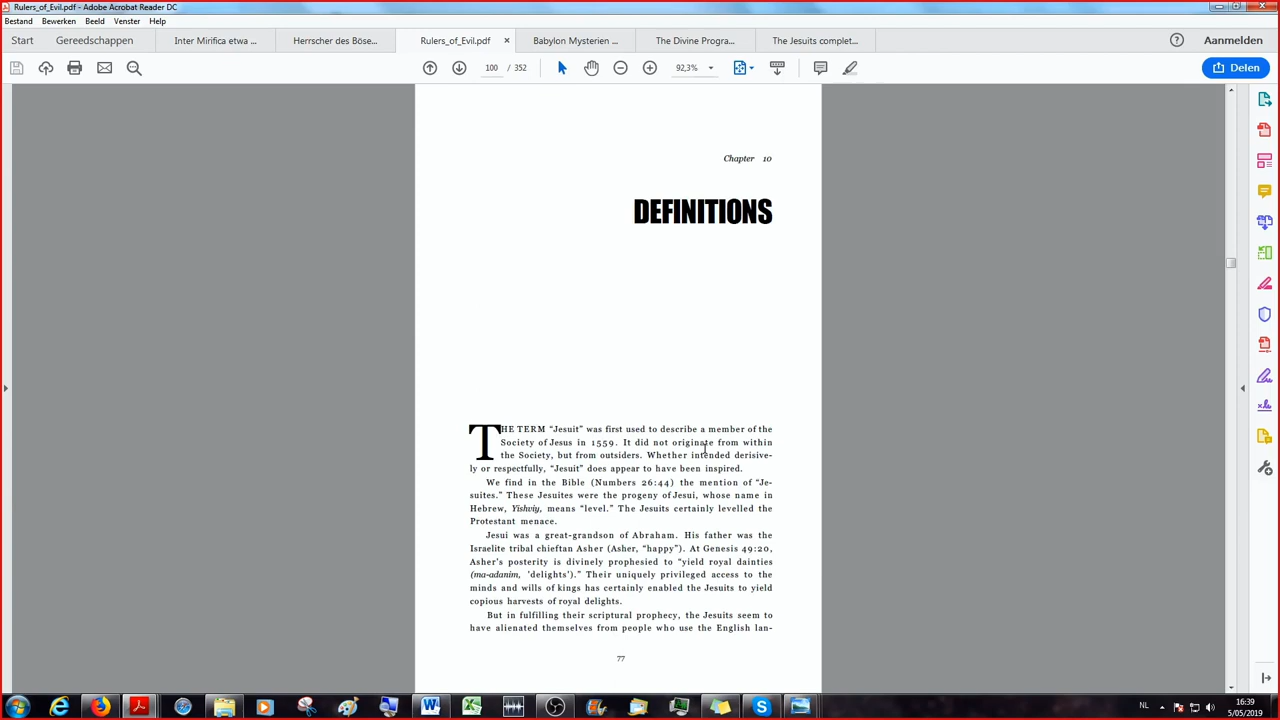 Rulers_of_Evil.pdf - Adobe Acrobat Reader DC
Bestand Bewerken Beeld Venster Help
Start Gereedschappen Inter Mirifica etwa ... Herrscher des Böse... Rulers_of_Evil.pdf × Babylon Mysterien ... The Divine Progra... The Jesuits complet... Aanmelden
100 / 352 92,3% Delen
Chapter 10
DEFINITIONS
THE TERM “Jesuit” was first used to describe a member of the
Society of Jesus in 1559. It did not originate from within
the Society, but from outsiders. Whether intended derisive-
ly or respectfully, “Jesuit” does appear to have been inspired.
We find in the Bible (Numbers 26:44) the mention of “Je-
suites.” These Jesuites were the progeny of Jesui, whose name in
Hebrew, Yishviy, means “level.” The Jesuits certainly levelled the
Protestant menace.
Jesui was a great-grandson of Abraham. His father was the
Israelite tribal chieftan Asher (Asher, “happy”). At Genesis 49:20,
Asher’s posterity is divinely prophesied to “yield royal dainties
(ma-adanim, ’delights’).” Their uniquely privileged access to the
minds and wills of kings has certainly enabled the Jesuits to yield
copious harvests of royal delights.
But in fulfilling their scriptural prophecy, the Jesuits seem to
have alienated themselves from people who use the English lan-
77
NL 16:39
5/05/2019